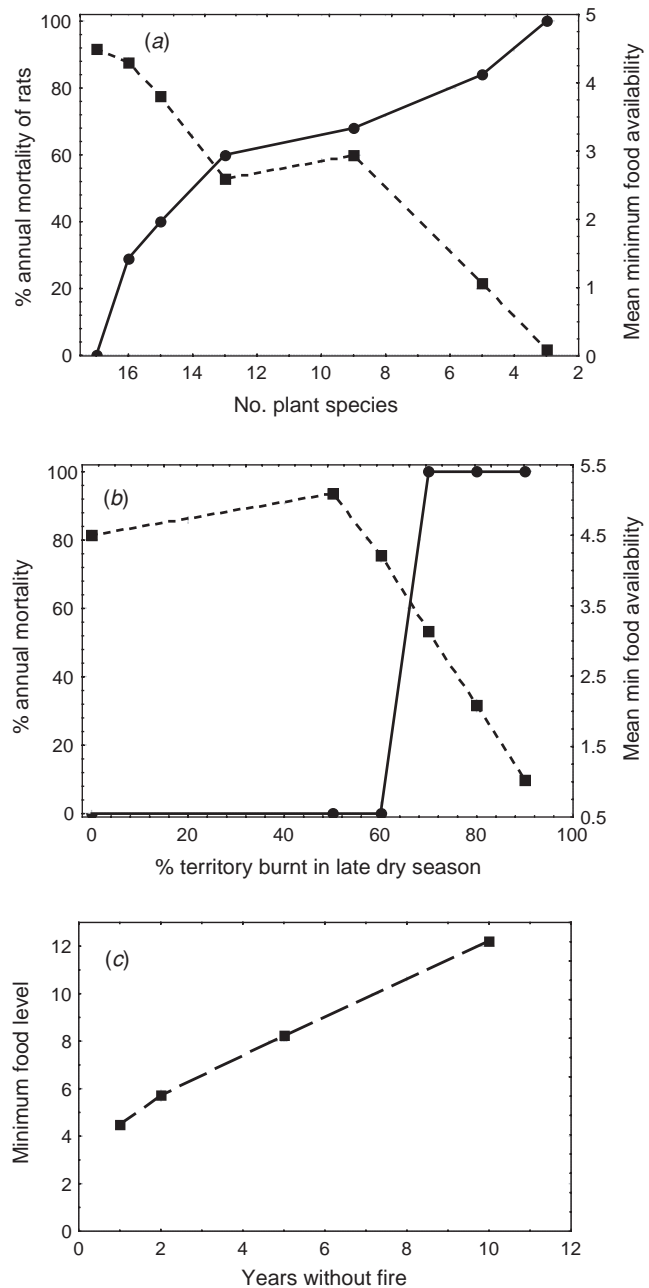 (a)
100
80
60
40
20
0
% annual mortality of rats
5
4
3
2
1
0
Mean minimum food availability
16 14 12 10 8 6 4 2
No. plant species
(b)
100
80
60
40
20
0
% annual mortality
5.5
4.5
3.5
2.5
1.5
0.5
Mean min food availability
0 20 40 60 80 100
% territory burnt in late dry season
(c)
12
10
8
6
4
2
0
Minimum food level
0 2 4 6 8 10 12
Years without fire